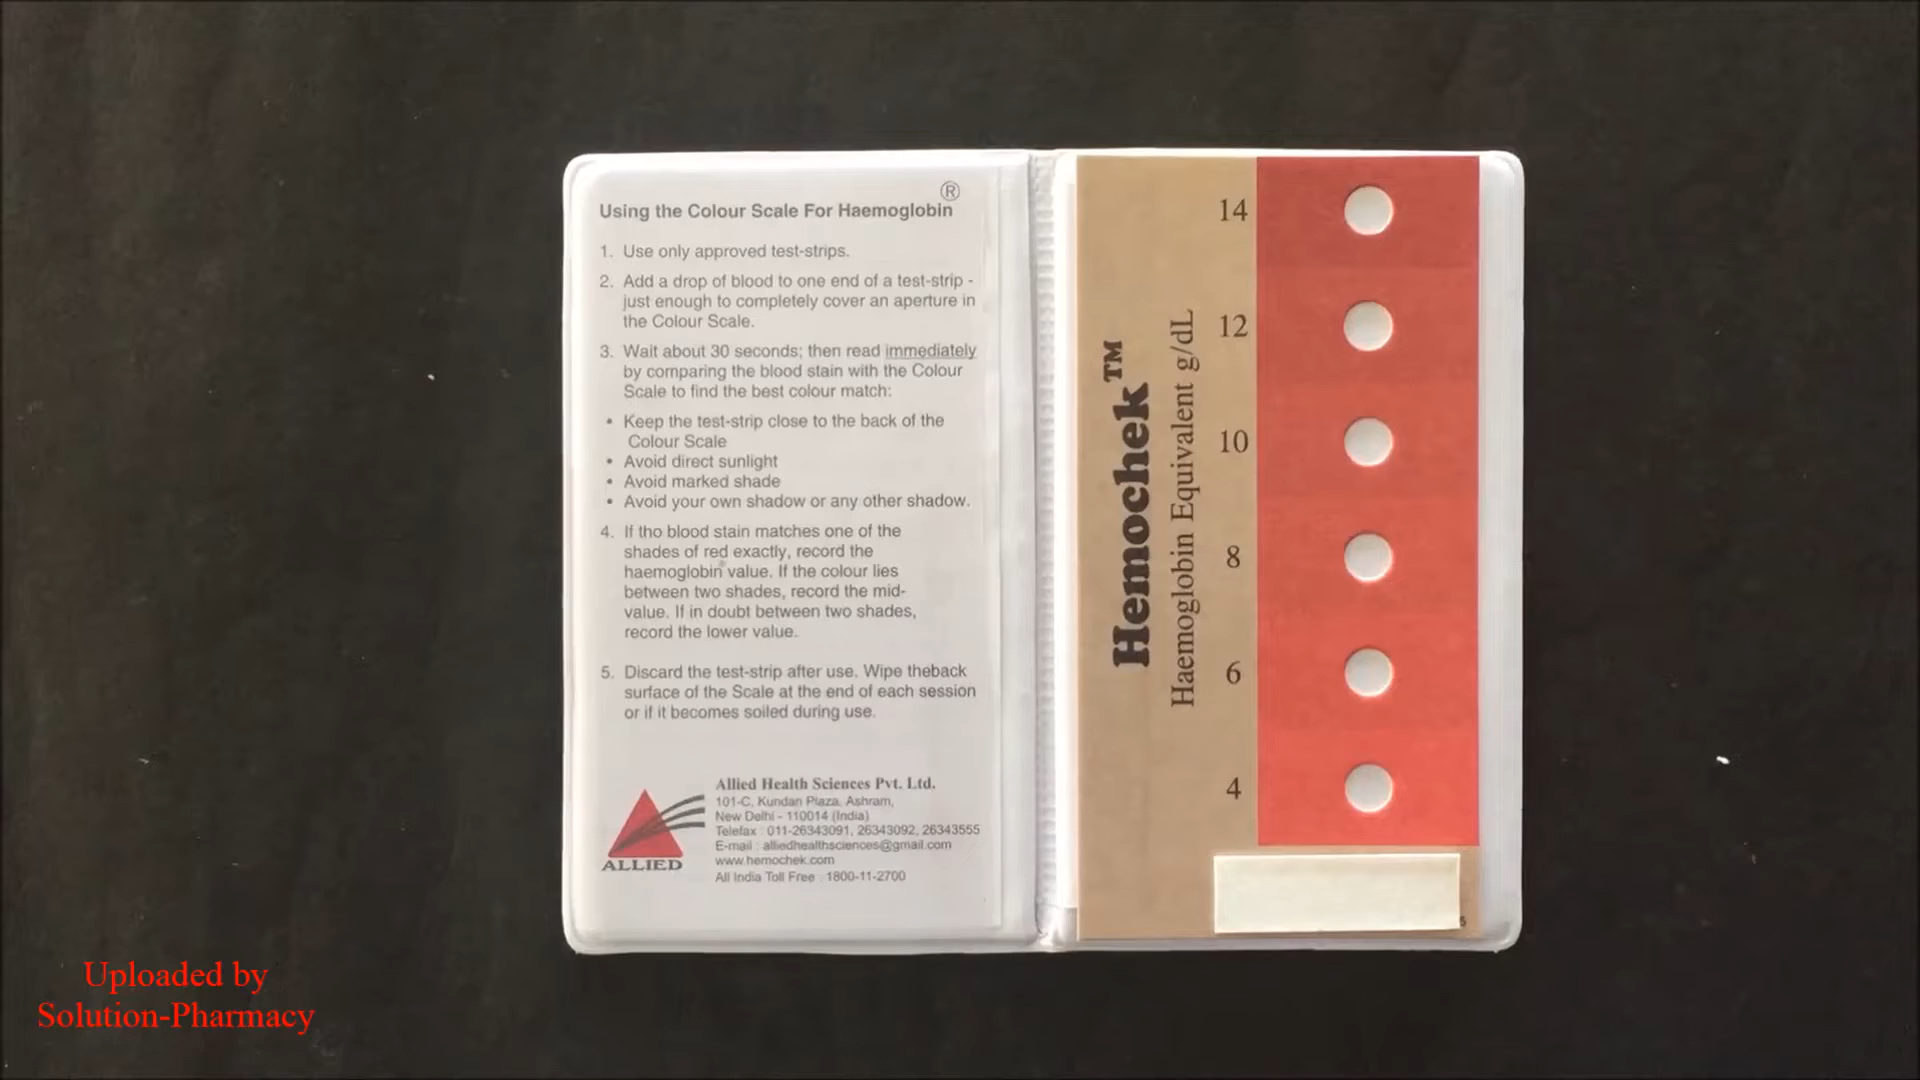 ®
Using the Colour Scale For Haemoglobin
1. Use only approved test-strips.
2. Add a drop of blood to one end of a test-strip -
just enough to completely cover an aperture in
the Colour Scale.
3. Wait about 30 seconds; then read immediately
by comparing the blood stain with the Colour
Scale to find the best colour match:
• Keep the test-strip close to the back of the
Colour Scale
• Avoid direct sunlight
• Avoid marked shade
• Avoid your own shadow or any other shadow.
4. If tho blood stain matches one of the
shades of red exactly, record the
haemoglobin value. If the colour lies
between two shades, record the mid-
value. If in doubt between two shades,
record the lower value.
5. Discard the test-strip after use. Wipe theback
surface of the Scale at the end of each session
or if it becomes soiled during use.
ALLIED
Allied Health Sciences Pvt. Ltd.
101-C, Kundan Plaza, Ashram,
New Delhi - 110014 (India)
Telefax : 011-26343091, 26343092, 26343555
E-mail : alliedhealthsciences@gmail.com
www.hemochek.com
All India Toll Free : 1800-11-2700
Hemochek™
Haemoglobin Equivalent g/dL
14
12
10
8
6
4
Uploaded by
Solution-Pharmacy